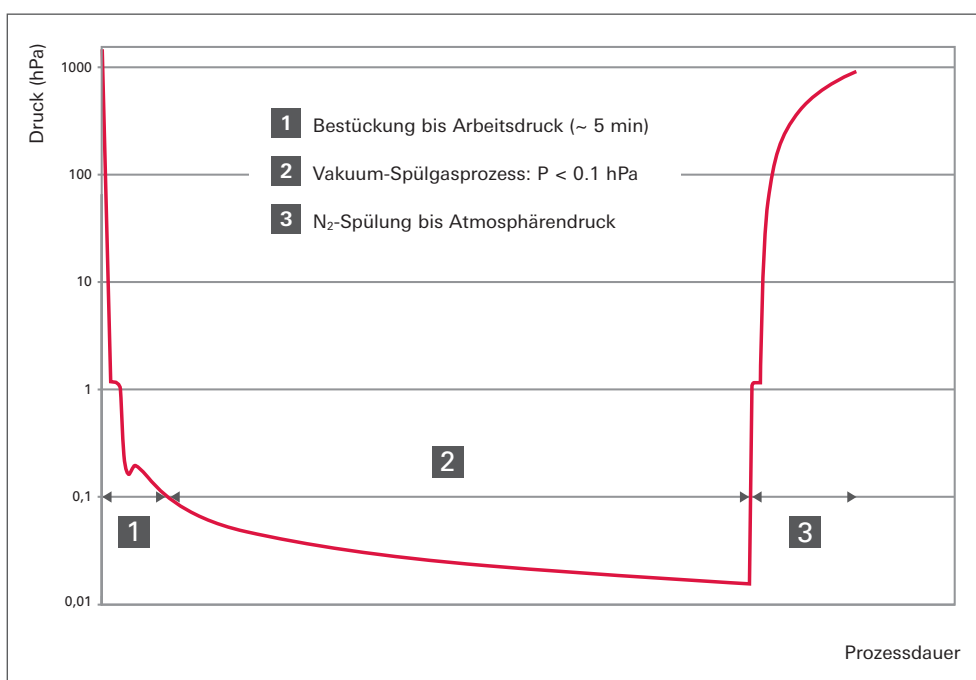 Druck (hPa)
1000
100
10
1
0,1
0,01
1 Bestückung bis Arbeitsdruck (~ 5 min)
2 Vakuum-Spülgasprozess: P < 0.1 hPa
3 N₂-Spülung bis Atmosphärendruck
2
1
3
Prozessdauer